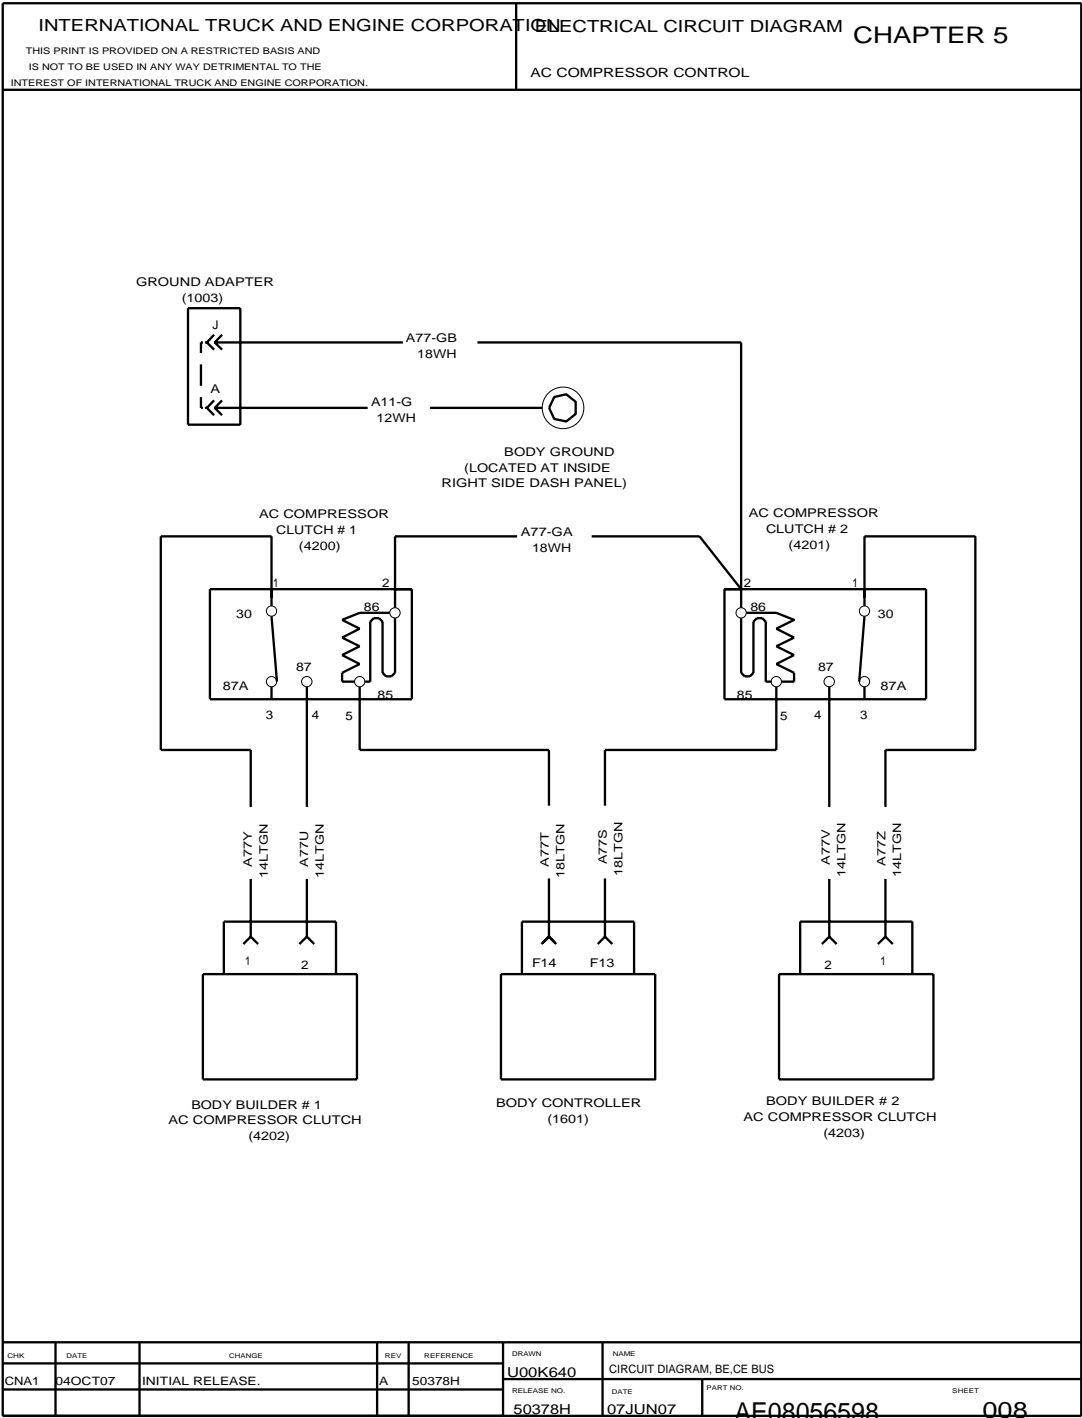 INTERNATIONAL TRUCK AND ENGINE CORPORATION
THIS PRINT IS PROVIDED ON A RESTRICTED BASIS AND
IS NOT TO BE USED IN ANY WAY DETRIMENTAL TO THE
INTEREST OF INTERNATIONAL TRUCK AND ENGINE CORPORATION.
ELECTRICAL CIRCUIT DIAGRAM
CHAPTER 5
AC COMPRESSOR CONTROL
GROUND ADAPTER
(1003)
J
A77-GB
18WH
A
A11-G
12WH
BODY GROUND
(LOCATED AT INSIDE
RIGHT SIDE DASH PANEL)
AC COMPRESSOR
CLUTCH # 1
(4200)
A77-GA
18WH
AC COMPRESSOR
CLUTCH # 2
(4201)
1
2
30
86
87
87A
85
3
4
5
2
1
86
30
87
85
87A
5
4
3
A77Y
14LTGN
A77U
14LTGN
A77T
18LTGN
A77S
18LTGN
A77V
14LTGN
A77Z
14LTGN
1
2
F14
F13
2
1
BODY BUILDER # 1
AC COMPRESSOR CLUTCH
(4202)
BODY CONTROLLER
(1601)
BODY BUILDER # 2
AC COMPRESSOR CLUTCH
(4203)
CHK DATE CHANGE REV REFERENCE
CNA1 04OCT07 INITIAL RELEASE. A 50378H
DRAWN
U00K640
NAME
CIRCUIT DIAGRAM, BE,CE BUS
RELEASE NO.
50378H
DATE
07JUN07
PART NO.
AE08056598
SHEET
008